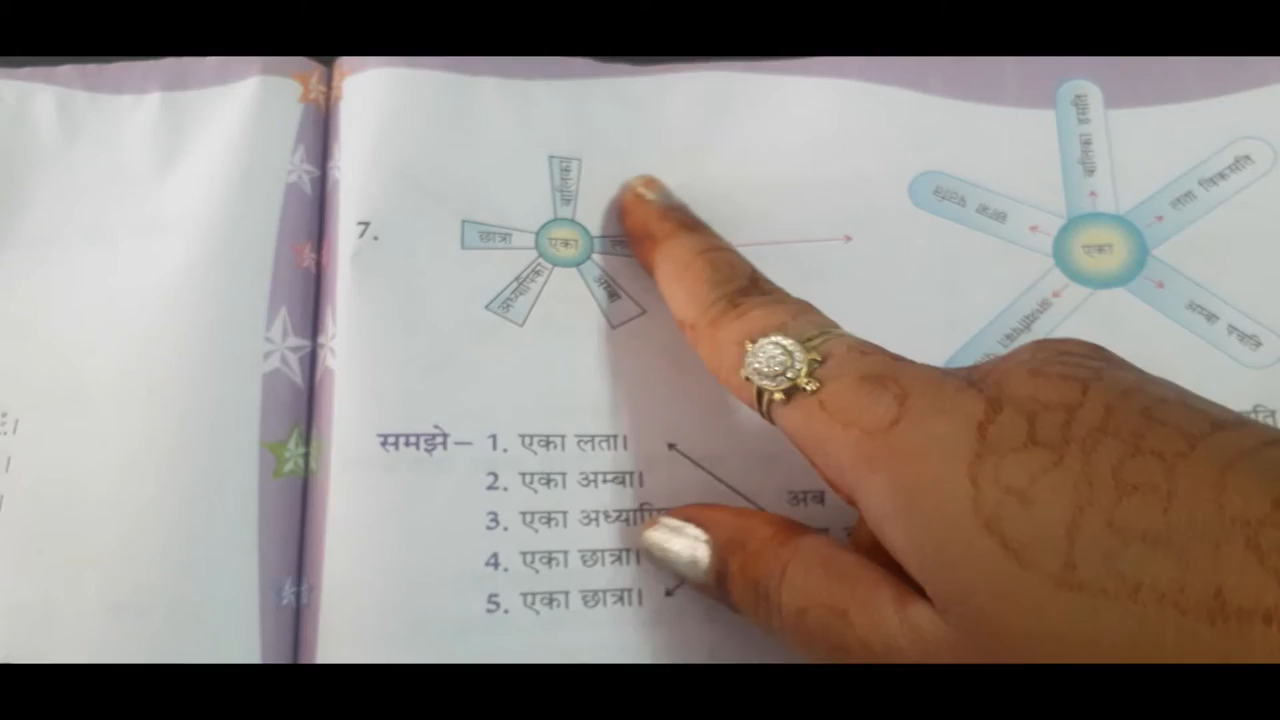 7.
बालिका
छात्रा
एका
अध्यापिका
अम्बा
बालिका हसति
लता विकसति
छात्रा पठति
एका
अम्बा पचति
अध्यापिका
समझे– 1. एका लता।
2. एका अम्बा।
3. एका
4. एका छात्रा।
5. एका छात्रा।
अब